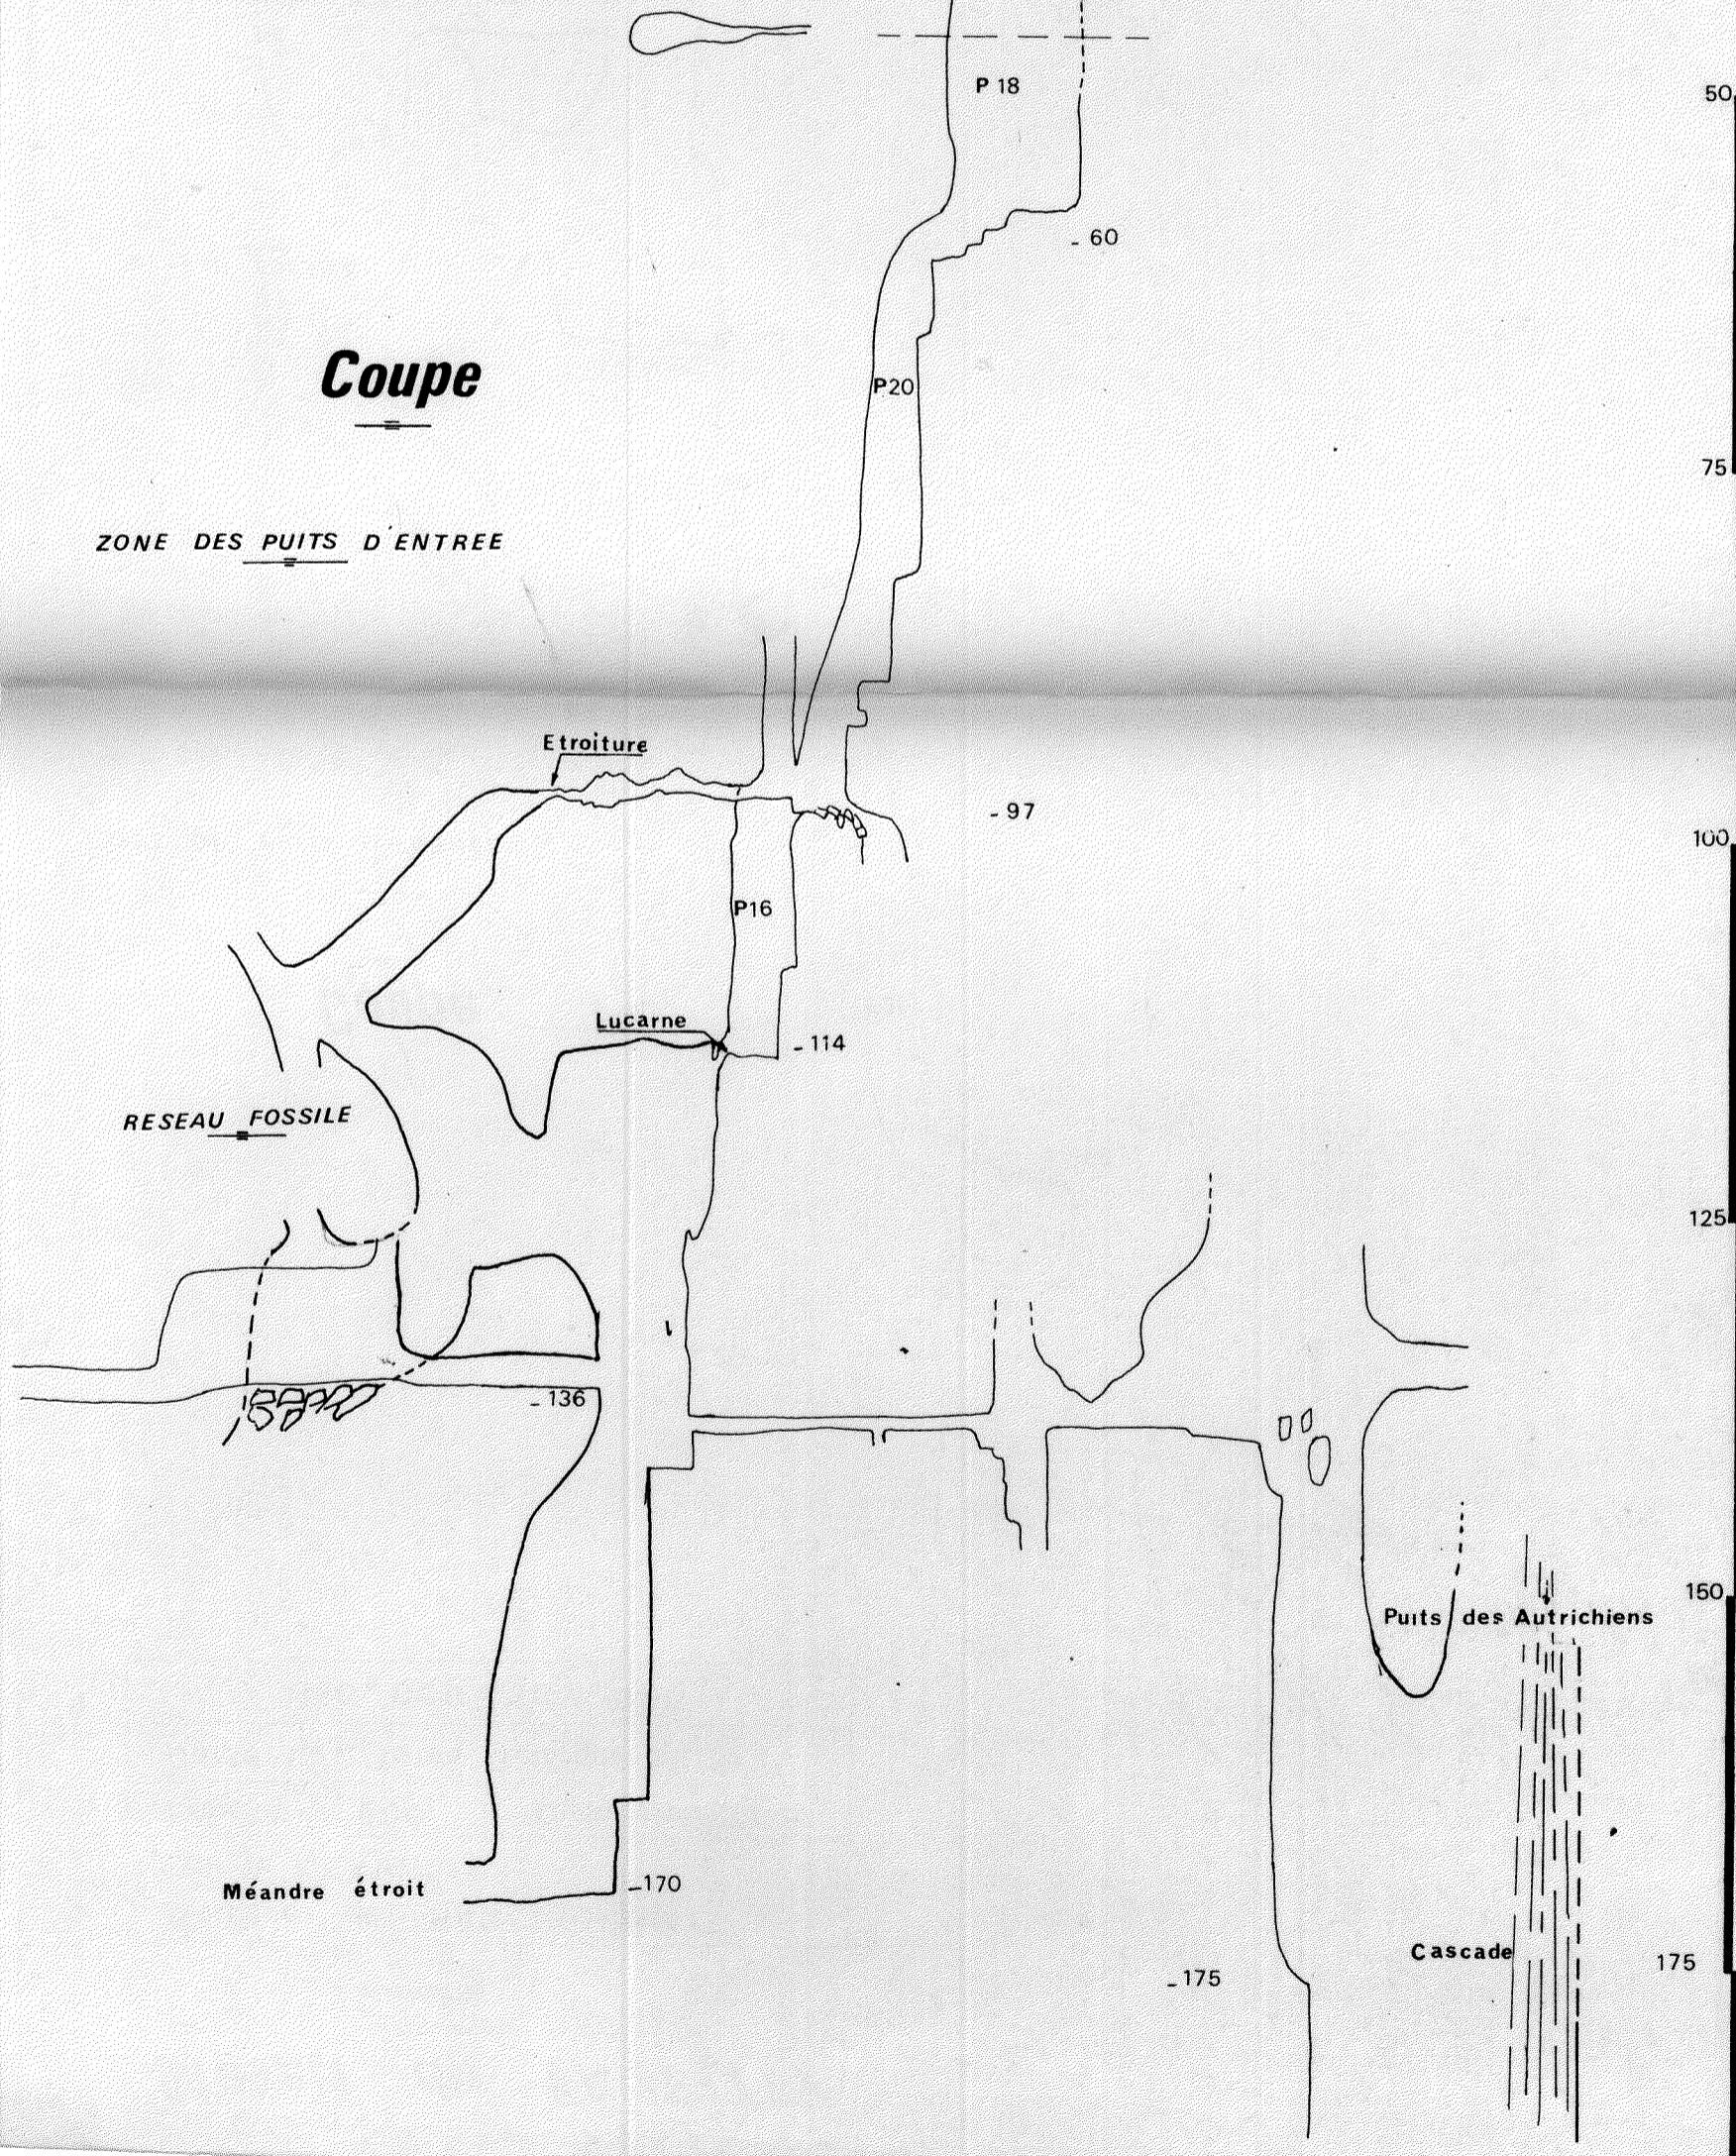 P 18
50
- 60
Coupe
P20
75
ZONE DES PUITS D'ENTREE
Etroiture
- 97
100
P16
Lucarne
- 114
RESEAU FOSSILE
125
- 136
150
Puits des Autrichiens
Méandre étroit
- 170
Cascade
175
- 175